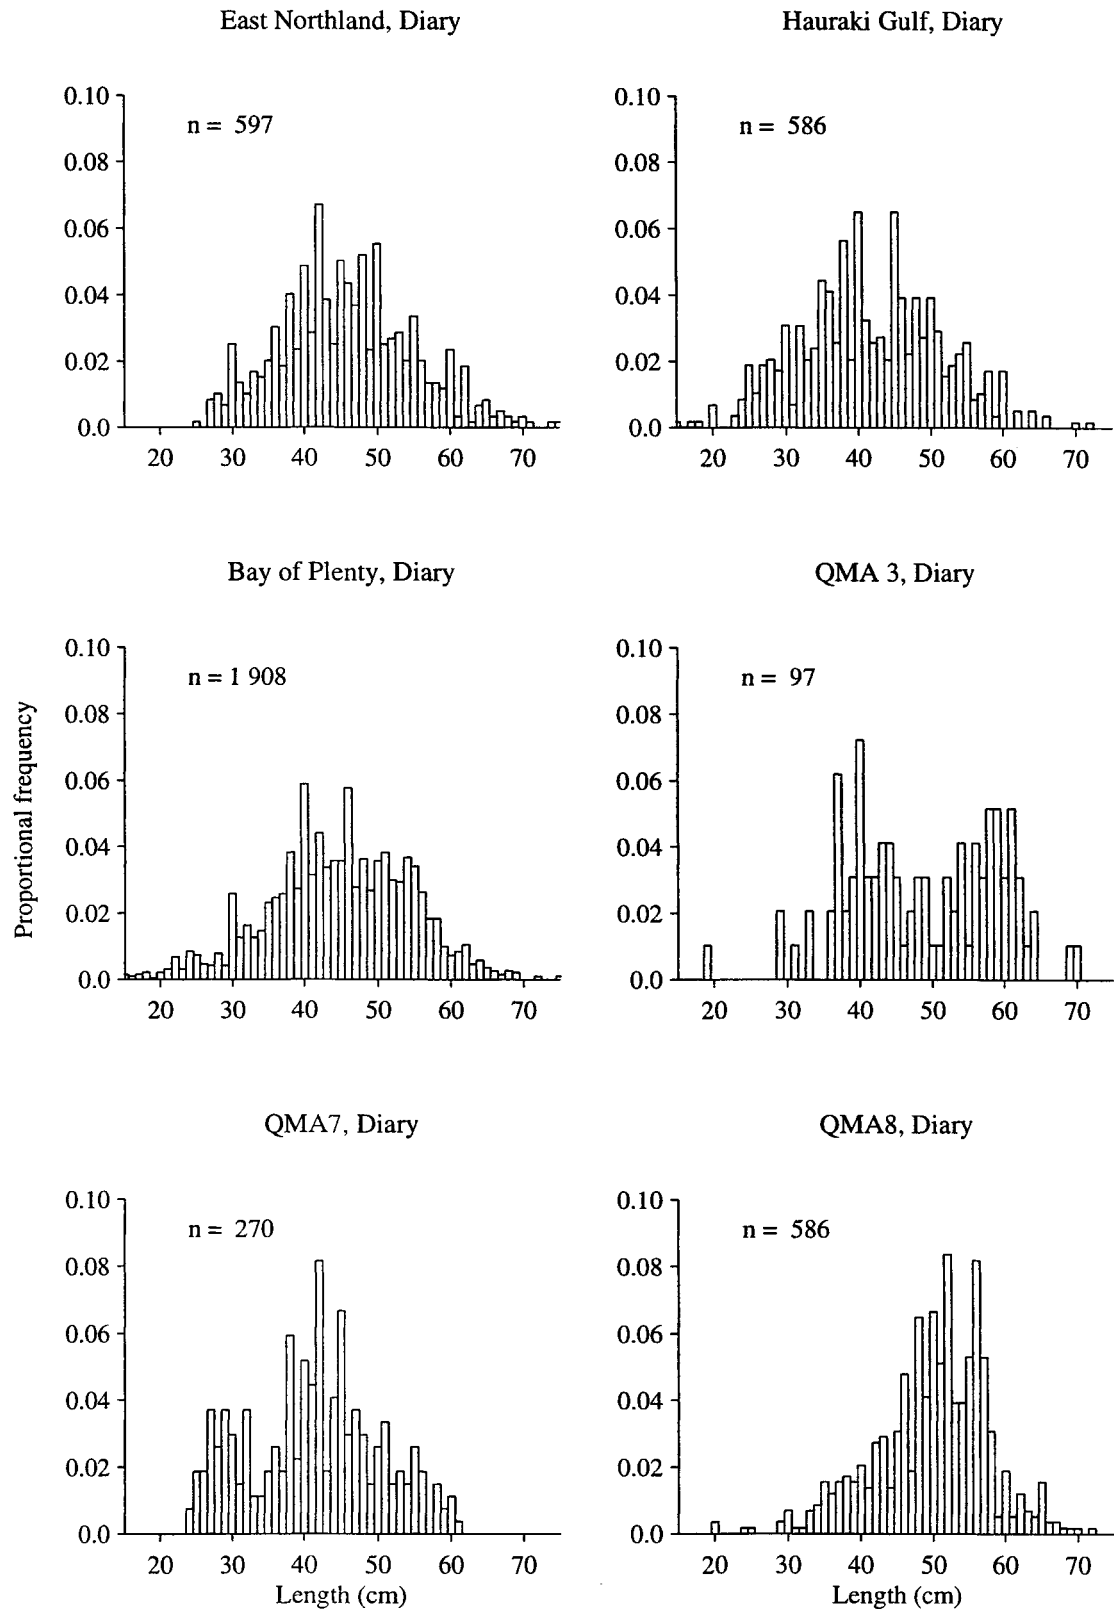 East Northland, Diary
Hauraki Gulf, Diary
0.10
0.08
0.06
0.04
0.02
0.0
n = 597
20 30 40 50 60 70
0.10
0.08
0.06
0.04
0.02
0.0
n = 586
20 30 40 50 60 70
Bay of Plenty, Diary
QMA 3, Diary
Proportional frequency
0.10
0.08
0.06
0.04
0.02
0.0
n = 1 908
20 30 40 50 60 70
0.10
0.08
0.06
0.04
0.02
0.0
n = 97
20 30 40 50 60 70
QMA7, Diary
QMA8, Diary
0.10
0.08
0.06
0.04
0.02
0.0
n = 270
20 30 40 50 60 70
Length (cm)
0.10
0.08
0.06
0.04
0.02
0.0
n = 586
20 30 40 50 60 70
Length (cm)